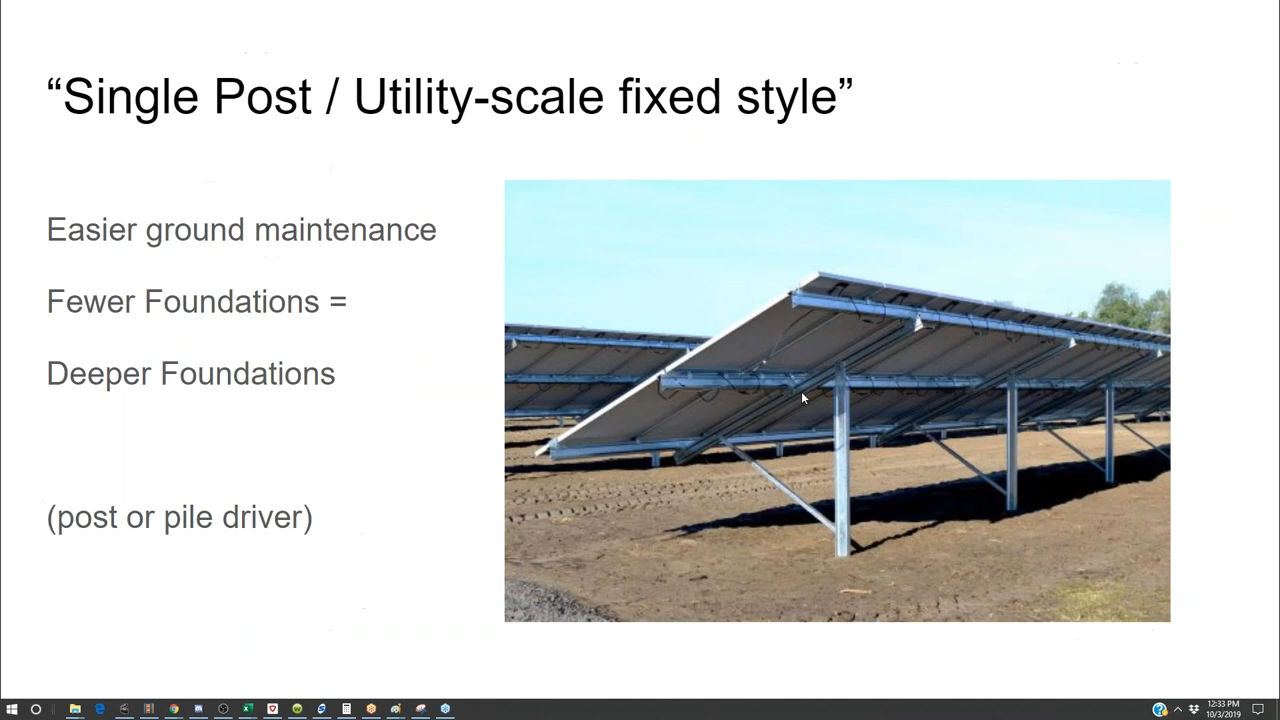 “Single Post / Utility-scale fixed style”
Easier ground maintenance
Fewer Foundations =
Deeper Foundations
(post or pile driver)
12:33 PM
10/3/2019